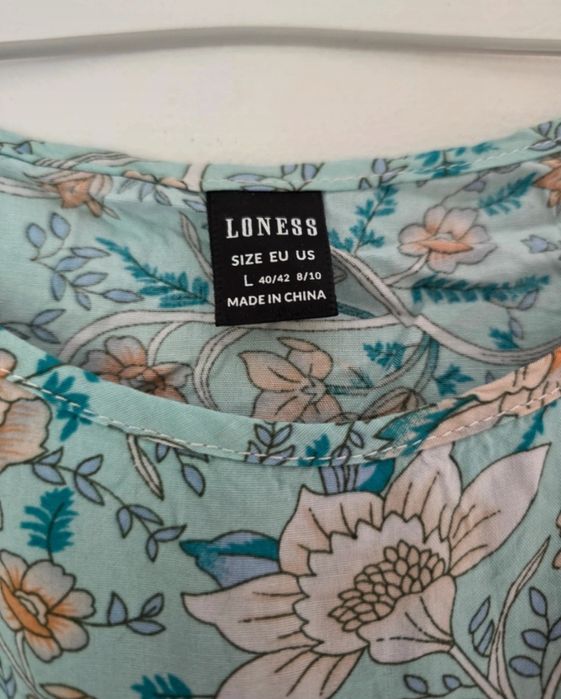 LONESS
SIZE EU US
L 40/42 8/10
MADE IN CHINA